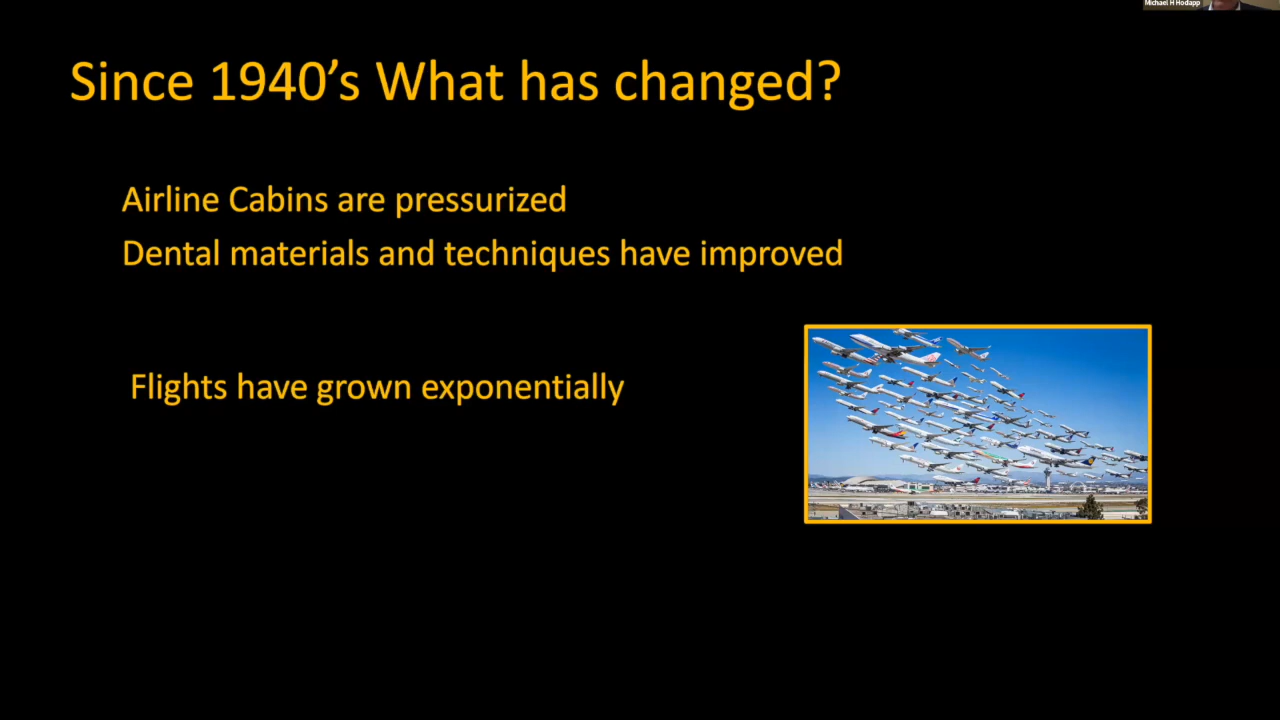 Michael H Hodapp
Since 1940’s What has changed?
Airline Cabins are pressurized
Dental materials and techniques have improved
Flights have grown exponentially